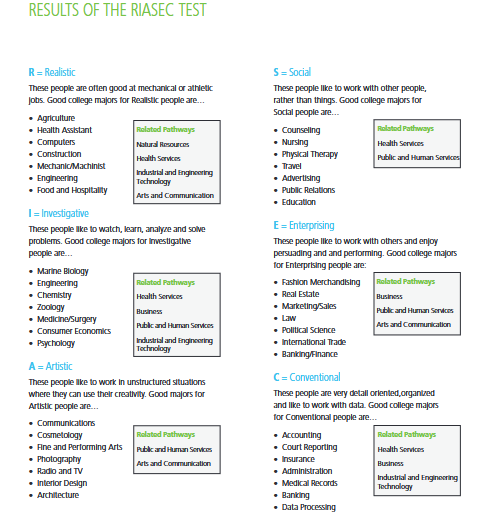 RESULTS OF THE RIASEC TEST
R = Realistic
These people are often good at mechanical or athletic
jobs. Good college majors for Realistic people are…
• Agriculture
• Health Assistant
• Computers
• Construction
• Mechanic/Machinist
• Engineering
• Food and Hospitality
Related Pathways
Natural Resources
Health Services
Industrial and Engineering
Technology
Arts and Communication
I = Investigative
These people like to watch, learn, analyze and solve
problems. Good college majors for Investigative
people are…
• Marine Biology
• Engineering
• Chemistry
• Zoology
• Medicine/Surgery
• Consumer Economics
• Psychology
Related Pathways
Health Services
Business
Public and Human Services
Industrial and Engineering
Technology
A = Artistic
These people like to work in unstructured situations
where they can use their creativity. Good majors for
Artistic people are…
• Communications
• Cosmetology
• Fine and Performing Arts
• Photography
• Radio and TV
• Interior Design
• Architecture
Related Pathways
Public and Human Services
Arts and Communication
S = Social
These people like to work with other people,
rather than things. Good college majors for
Social people are…
• Counseling
• Nursing
• Physical Therapy
• Travel
• Advertising
• Public Relations
• Education
Related Pathways
Health Services
Public and Human Services
E = Enterprising
These people like to work with others and enjoy
persuading and and performing. Good college majors
for Enterprising people are:
• Fashion Merchandising
• Real Estate
• Marketing/Sales
• Law
• Political Science
• International Trade
• Banking/Finance
Related Pathways
Business
Public and Human Services
Arts and Communication
C = Conventional
These people are very detail oriented,organized
and like to work with data. Good college majors
for Conventional people are…
• Accounting
• Court Reporting
• Insurance
• Administration
• Medical Records
• Banking
• Data Processing
Related Pathways
Health Services
Business
Industrial and Engineering
Technology